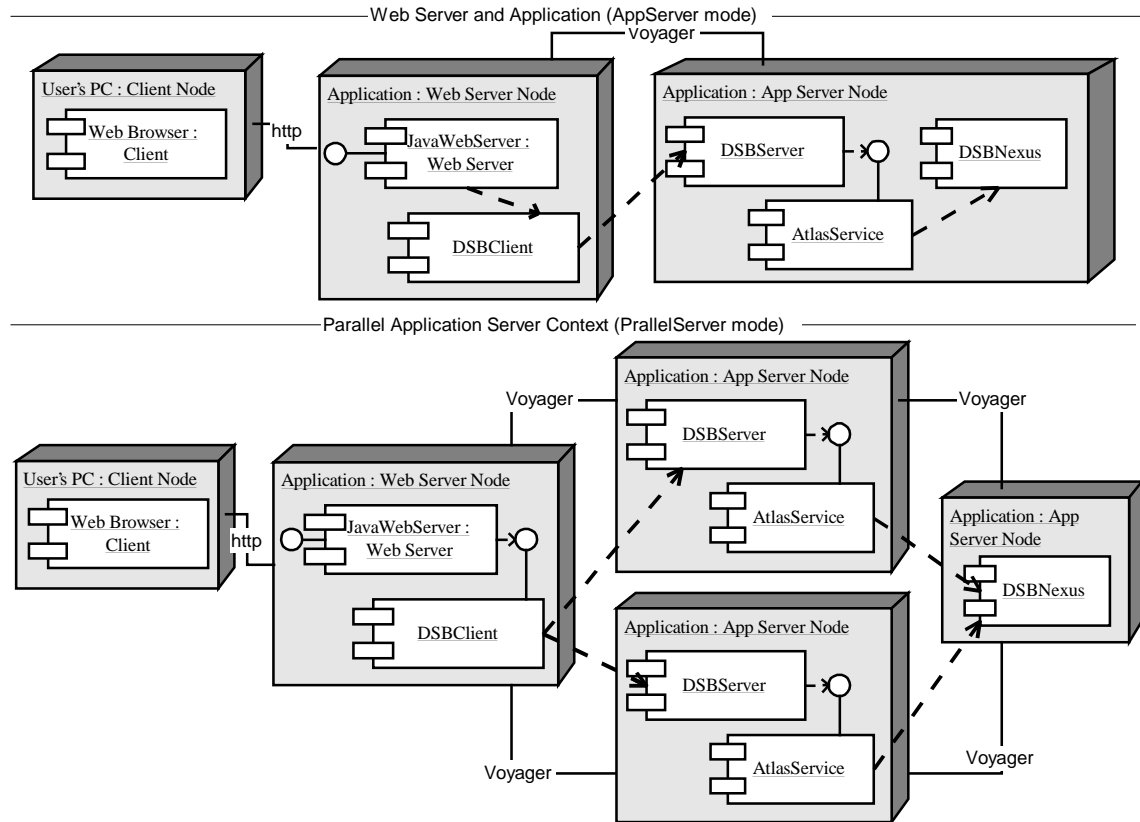 Web Server and Application (AppServer mode)
Voyager
User's PC : Client Node
Web Browser :
Client
http
Application : Web Server Node
JavaWebServer :
Web Server
DSBClient
Application : App Server Node
DSBServer
DSBNexus
AtlasService
Parallel Application Server Context (PrallelServer mode)
Voyager
Voyager
User's PC : Client Node
Web Browser :
Client
http
Application : Web Server Node
JavaWebServer :
Web Server
DSBClient
Application : App Server Node
DSBServer
AtlasService
Application : App
Server Node
DSBNexus
Application : App Server Node
DSBServer
AtlasService
Voyager
Voyager